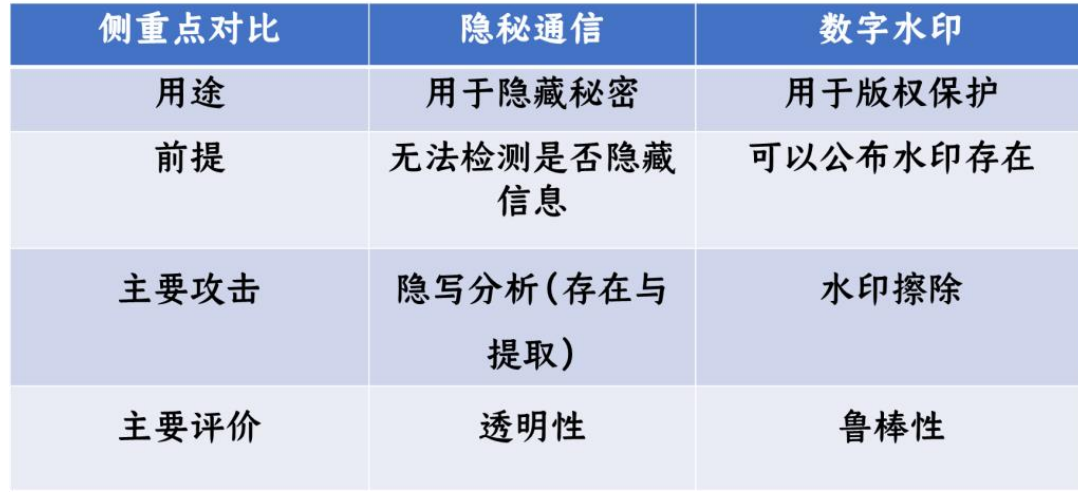 侧重点对比 隐秘通信 数字水印
用途 用于隐藏秘密 用于版权保护
前提 无法检测是否隐藏 可以公布水印存在
信息
主要攻击 隐写分析(存在与 水印擦除
提取)
主要评价 透明性 鲁棒性